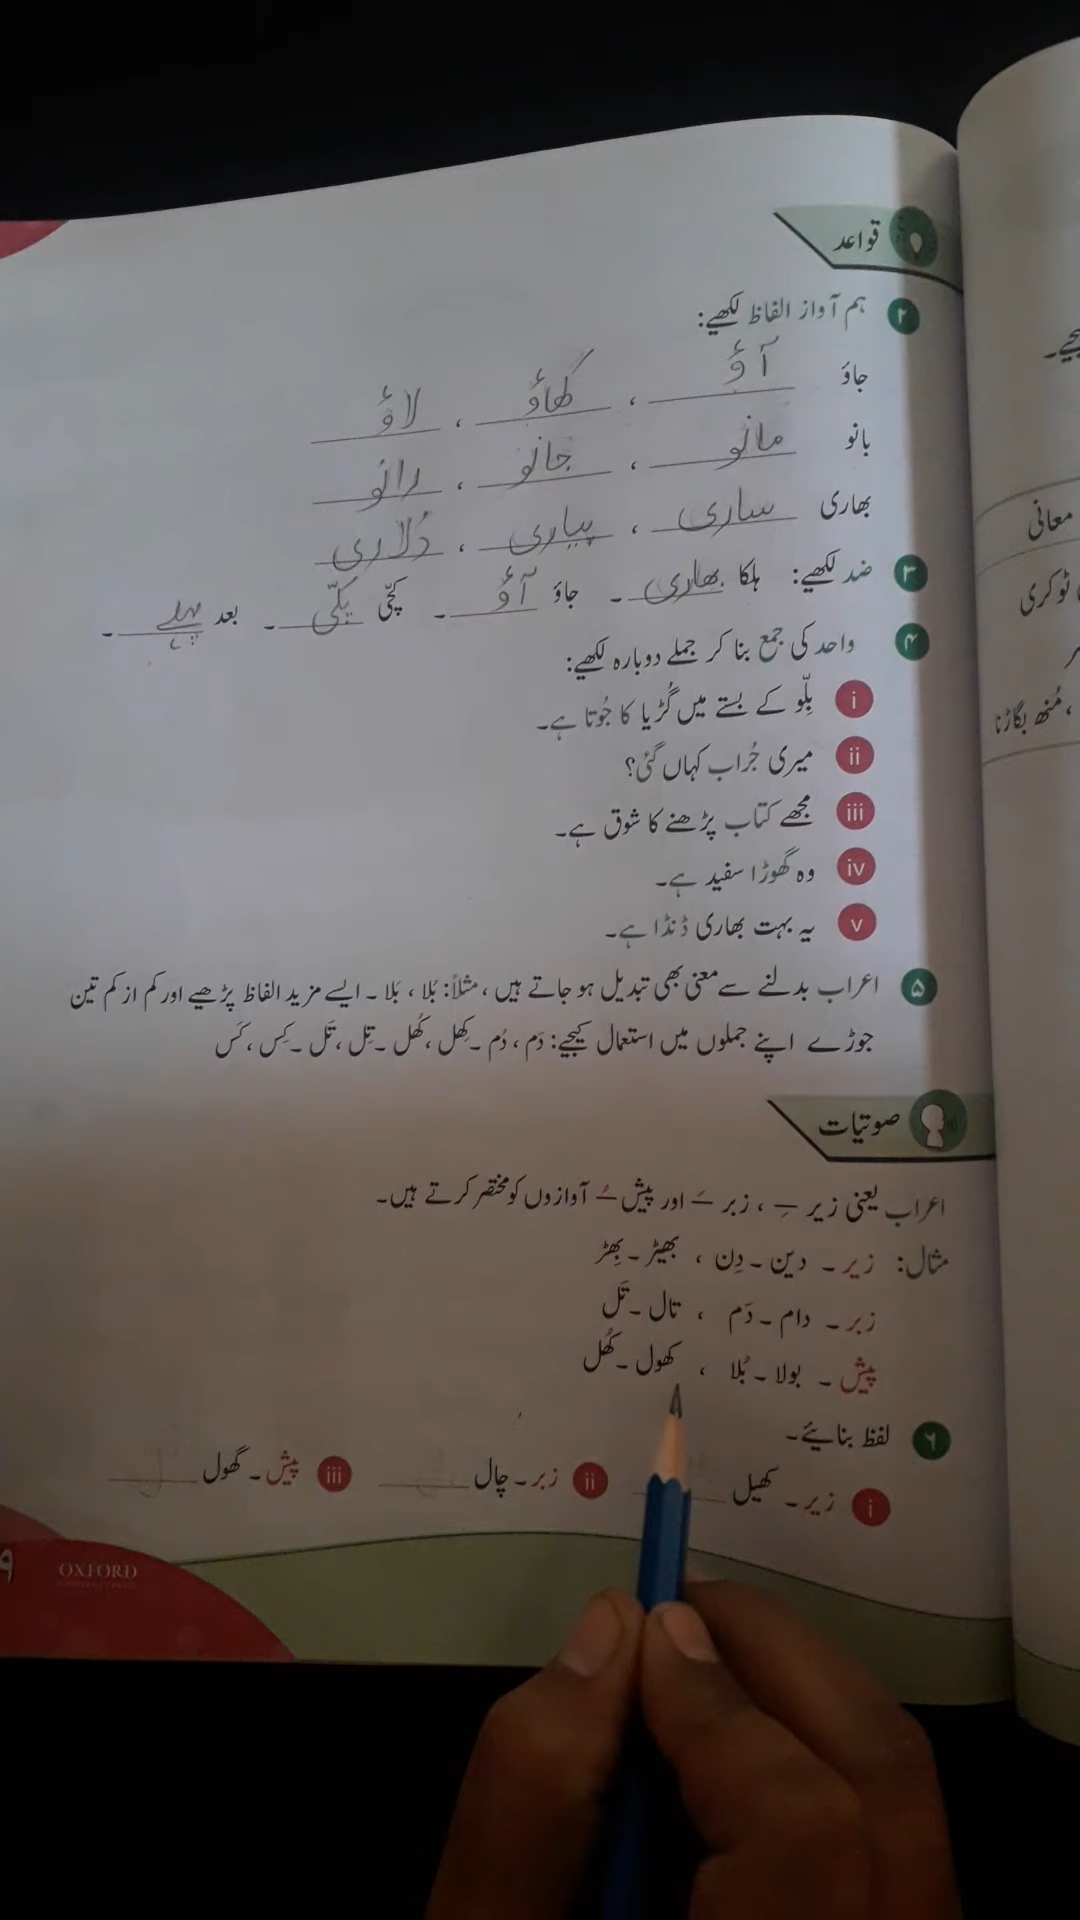 قواعد
۲ ہم آواز الفاظ لکھیے:
جاؤ آؤ ، کھاؤ ، لاؤ
بانو مانو ، جانو ، رانو
بھاری ساری ، پیاری ، دُلاری
۳ ضد لکھیے: ہلکا بھاری ۔ جاؤ آؤ ۔ کچّی پکّی ۔ بعد پہلے ۔
۴ واحد کی جمع بنا کر جملے دوبارہ لکھیے:
i بلّو کے بستے میں گُڑیا کا جُوتا ہے۔
ii میری جُراب کہاں گئی؟
iii مجھے کتاب پڑھنے کا شوق ہے۔
iv وہ گھوڑا سفید ہے۔
v یہ بہت بھاری ڈنڈا ہے۔
۵ اعراب بدلنے سے معنی بھی تبدیل ہو جاتے ہیں ، مثلاً: بُلا ، بَلا ۔ ایسے مزید الفاظ پڑھیے اور کم از کم تین
جوڑے اپنے جملوں میں استعمال کیجیے: دَم ، دُم ۔ کِھل ، کُھل ۔ تِل ، تَل ۔ کِس ، کَس
صوتیات
اعراب یعنی زیر ـِ ، زبر ـَ اور پیش ـُ آوازوں کو مختصر کرتے ہیں۔
مثال: زیر ۔ دین ۔ دِن ، بھیڑ ۔ بِھڑ
زبر ۔ دام ۔ دَم ، تال ۔ تَل
پیش ۔ بولا ۔ بُلا ، کھول ۔ کُھل
۶ لفظ بنائیے۔
i زیر ۔ کھیل ii زبر ۔ چال iii پیش ۔ گھول
OXFORD
۹
معانی
ٹوکری
، مُنھ بگاڑنا